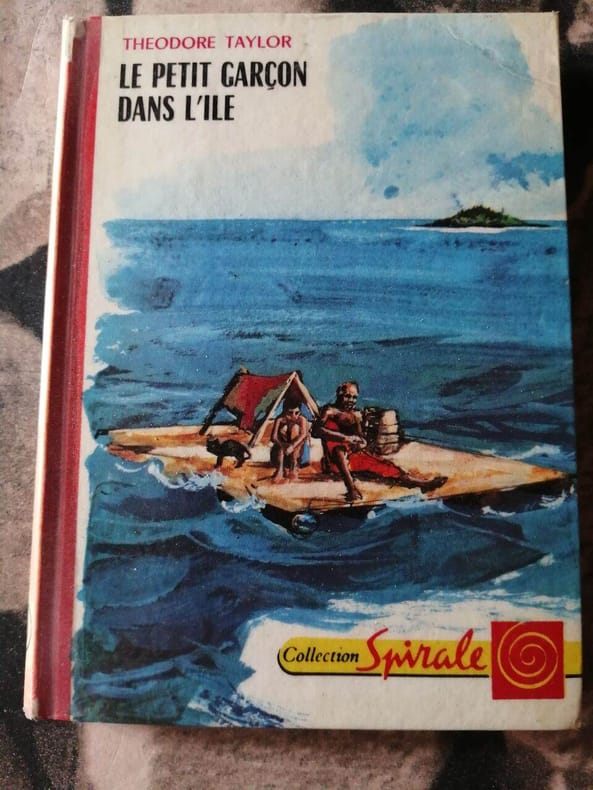 THEODORE TAYLOR
LE PETIT GARÇON
DANS L'ILE
Collection Spirale